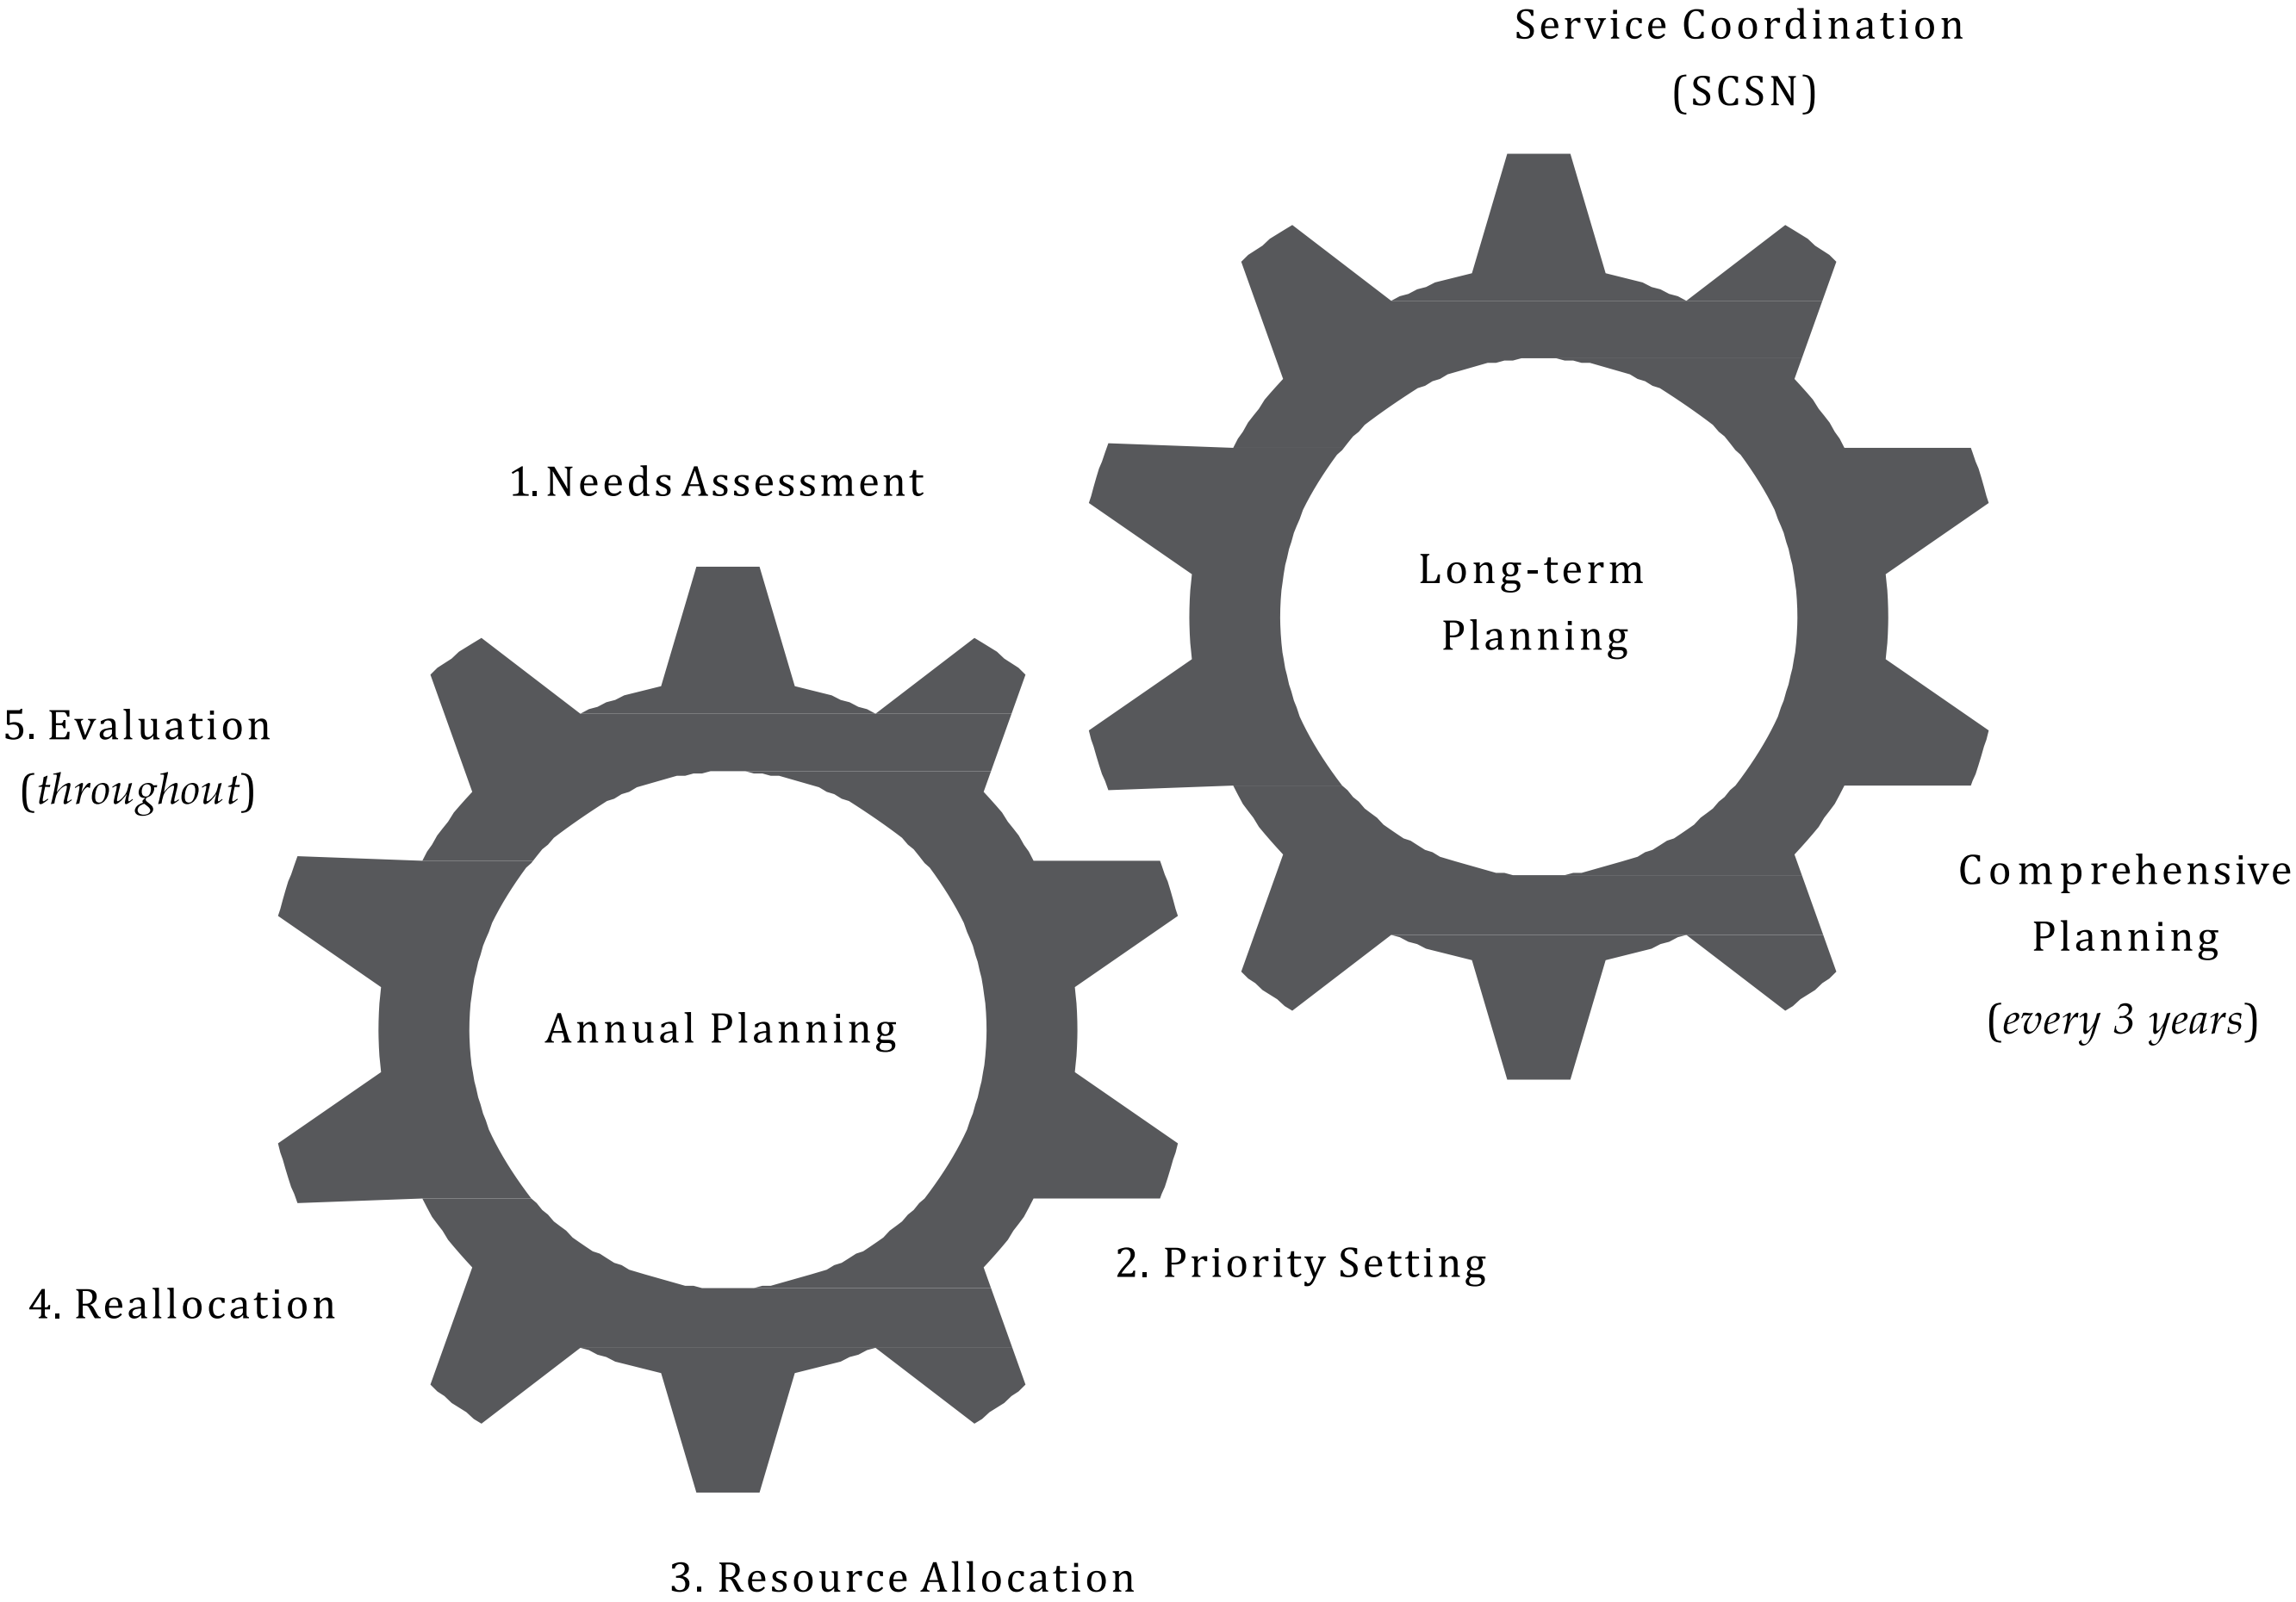 Service Coordination
(SCSN)
Long-term
Planning
Comprehensive
Planning
(every 3 years)
1. Needs Assessment
Annual Planning
2. Priority Setting
3. Resource Allocation
4. Reallocation
5. Evaluation
(throughout)